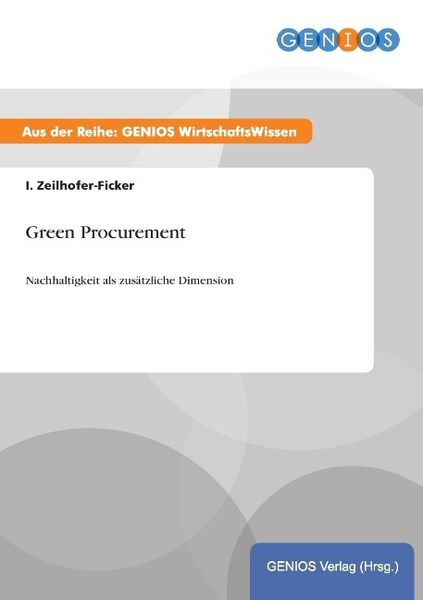 GENIOS
Aus der Reihe: GENIOS WirtschaftsWissen
I. Zeilhofer-Ficker
Green Procurement
Nachhaltigkeit als zusätzliche Dimension
GENIOS Verlag (Hrsg.)